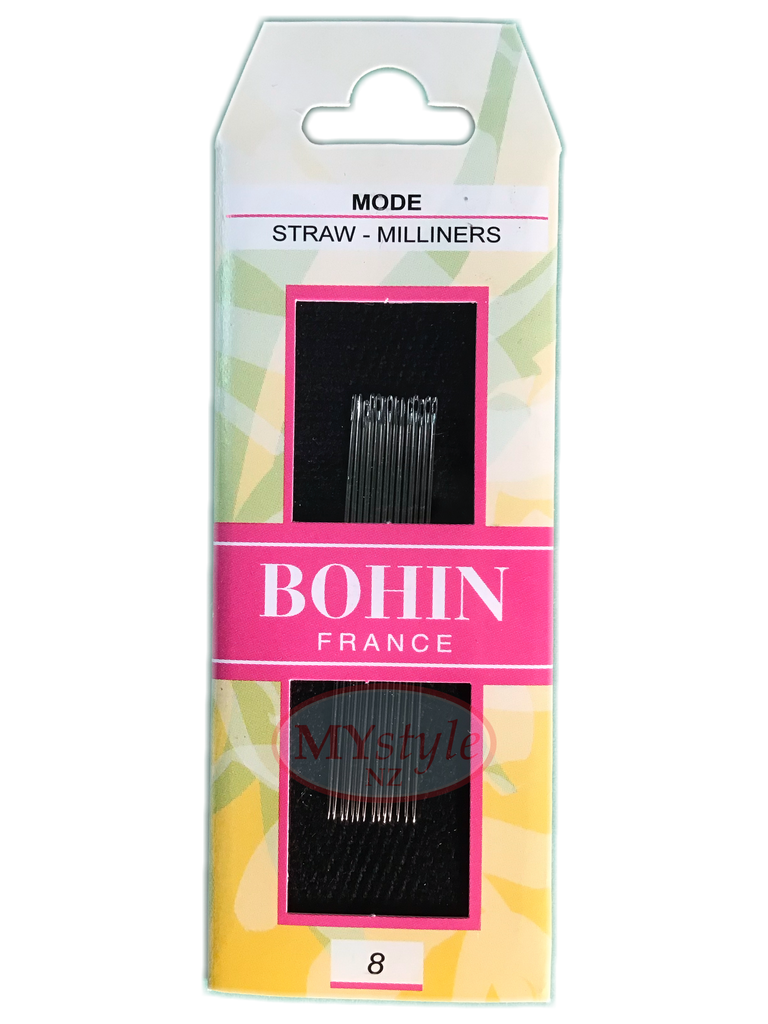 MODE
STRAW - MILLINERS
BOHIN
FRANCE
MYstyle
NZ
8